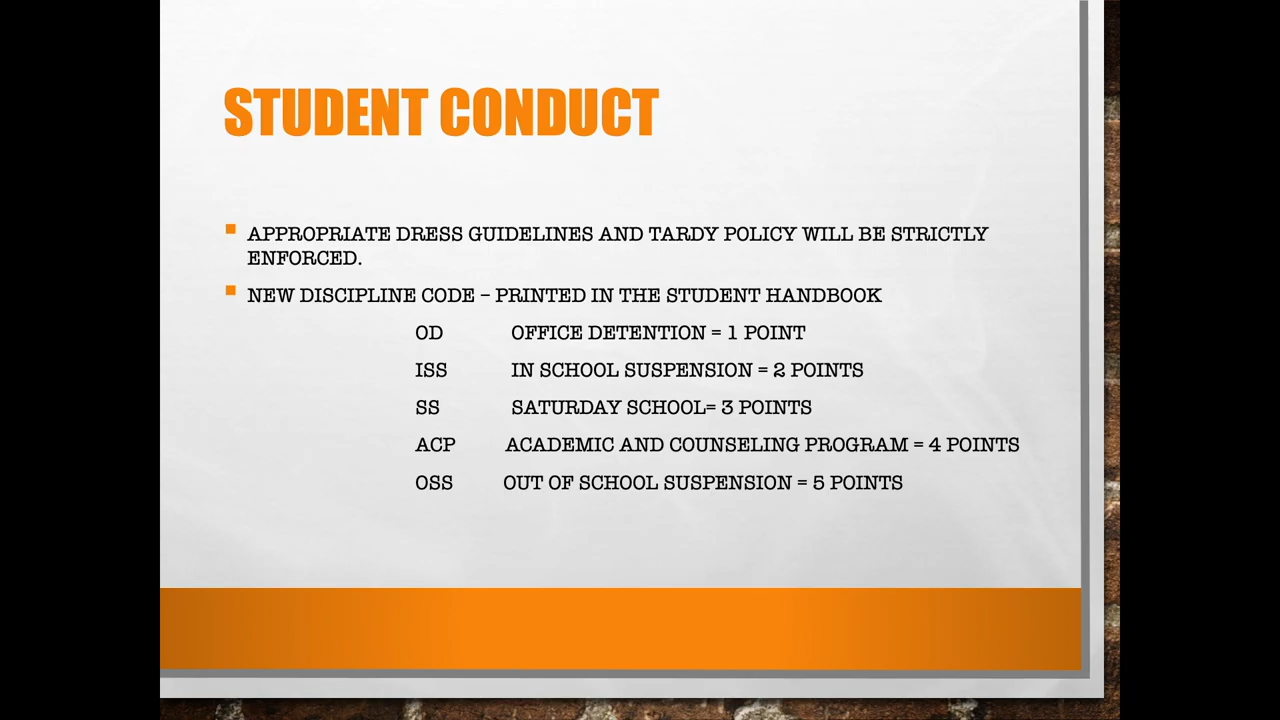 STUDENT CONDUCT
APPROPRIATE DRESS GUIDELINES AND TARDY POLICY WILL BE STRICTLY
ENFORCED.
NEW DISCIPLINE CODE – PRINTED IN THE STUDENT HANDBOOK
OD OFFICE DETENTION = 1 POINT
ISS IN SCHOOL SUSPENSION = 2 POINTS
SS SATURDAY SCHOOL= 3 POINTS
ACP ACADEMIC AND COUNSELING PROGRAM = 4 POINTS
OSS OUT OF SCHOOL SUSPENSION = 5 POINTS